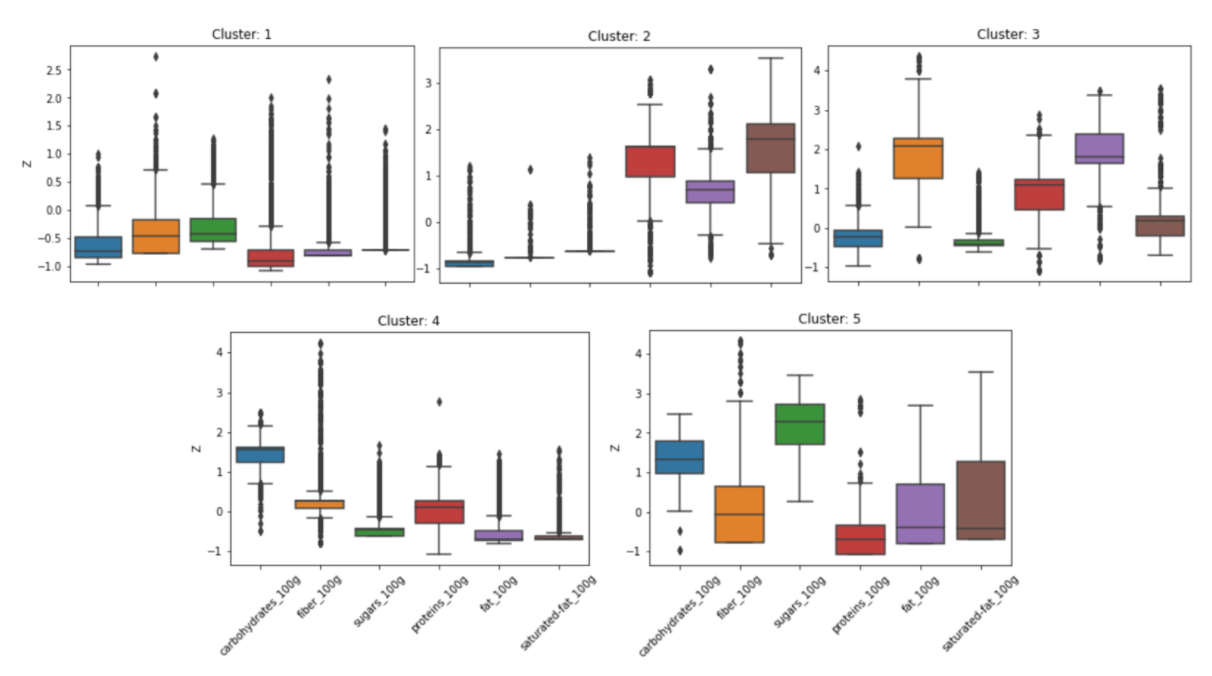 Cluster: 1
Cluster: 2
Cluster: 3
Z
2.5
2.0
1.5
1.0
0.5
0.0
−0.5
−1.0
3
2
1
0
−1
4
3
2
1
0
−1
Cluster: 4
Cluster: 5
Z
4
3
2
1
0
−1
Z
4
3
2
1
0
−1
carbohydrates_100g
fiber_100g
sugars_100g
proteins_100g
fat_100g
saturated-fat_100g
carbohydrates_100g
fiber_100g
sugars_100g
proteins_100g
fat_100g
saturated-fat_100g